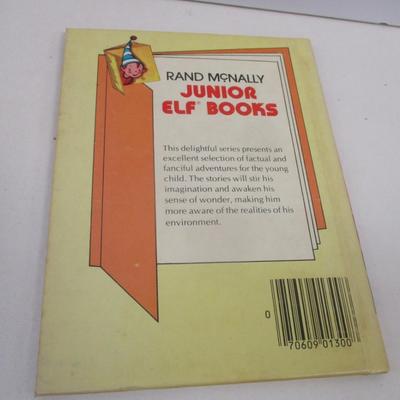 RAND McNALLY
JUNIOR
ELF® BOOKS
This delightful series presents an
excellent selection of factual and
fanciful adventures for the young
child. The stories will stir his
imagination and awaken his
sense of wonder, making him
more aware of the realities of his
environment.
0
70609 01300